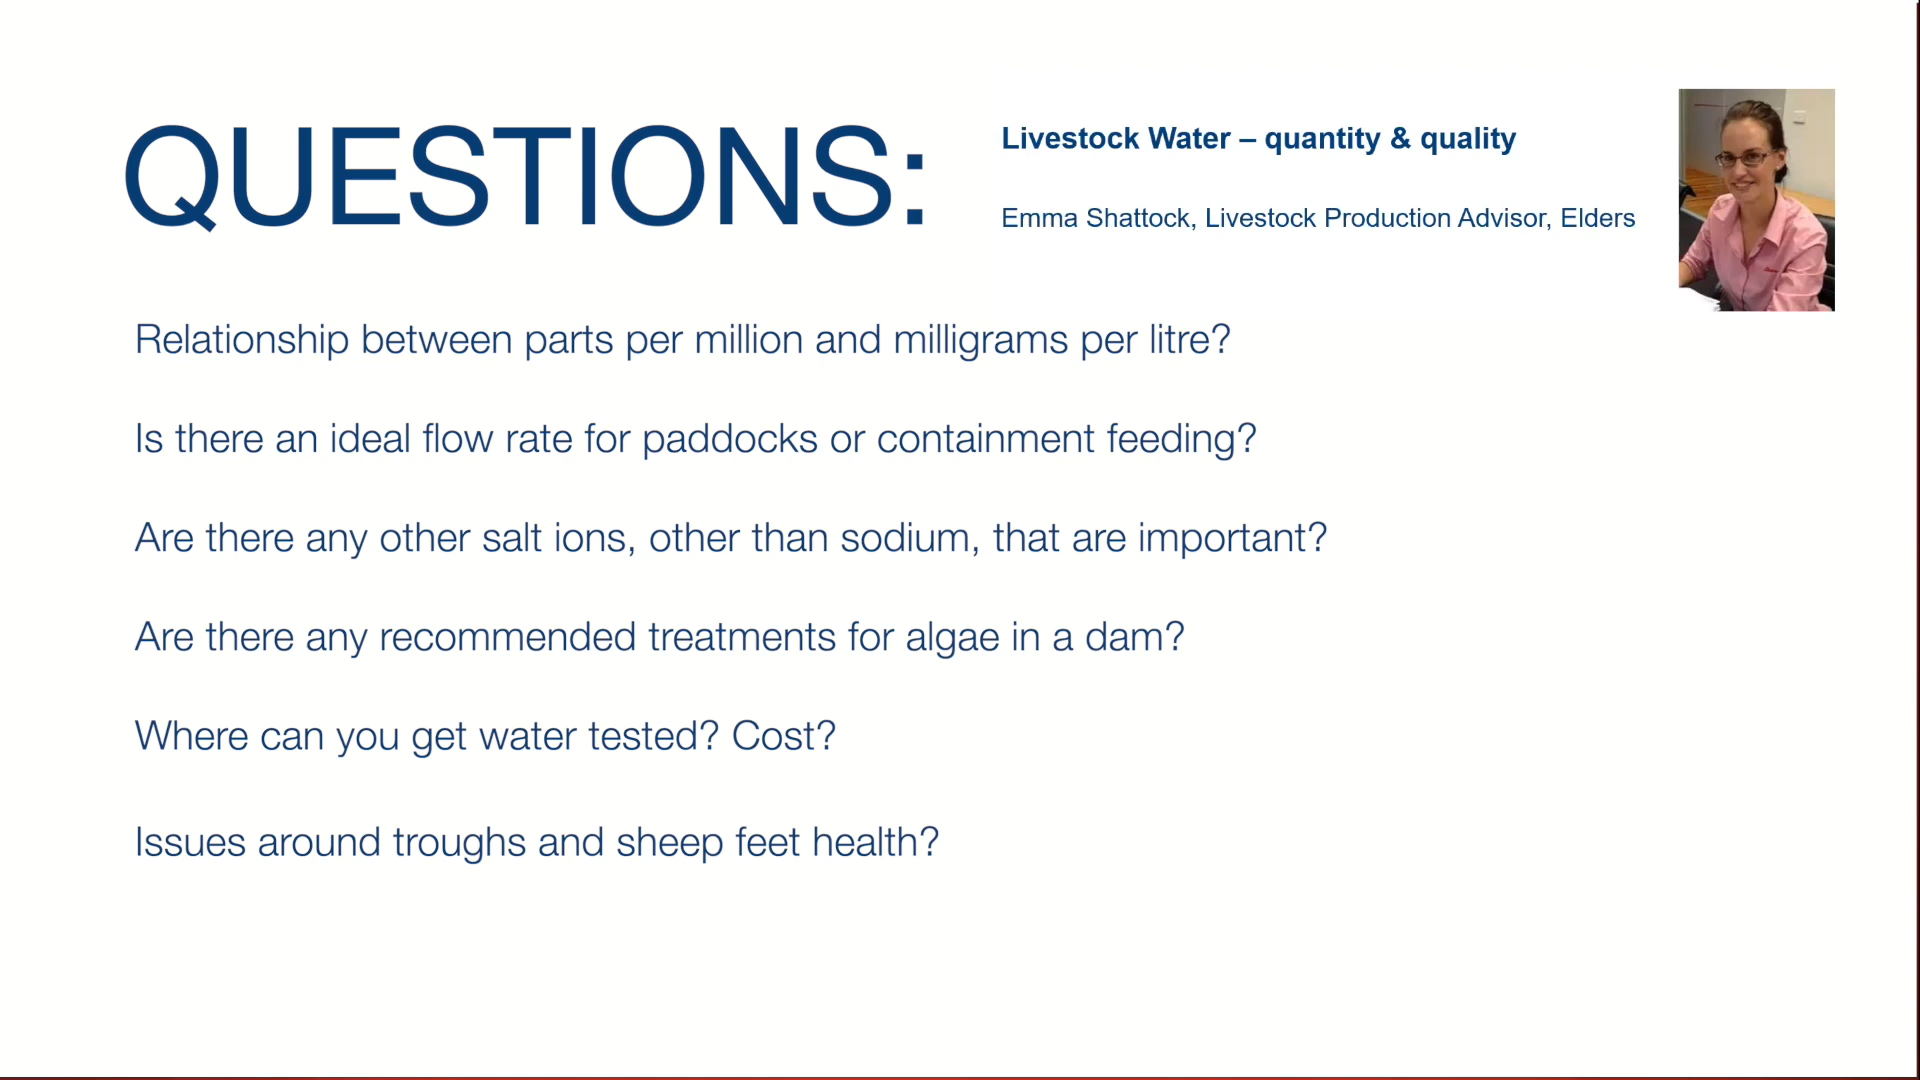 QUESTIONS:
Livestock Water – quantity & quality
Emma Shattock, Livestock Production Advisor, Elders
Relationship between parts per million and milligrams per litre?
Is there an ideal flow rate for paddocks or containment feeding?
Are there any other salt ions, other than sodium, that are important?
Are there any recommended treatments for algae in a dam?
Where can you get water tested? Cost?
Issues around troughs and sheep feet health?